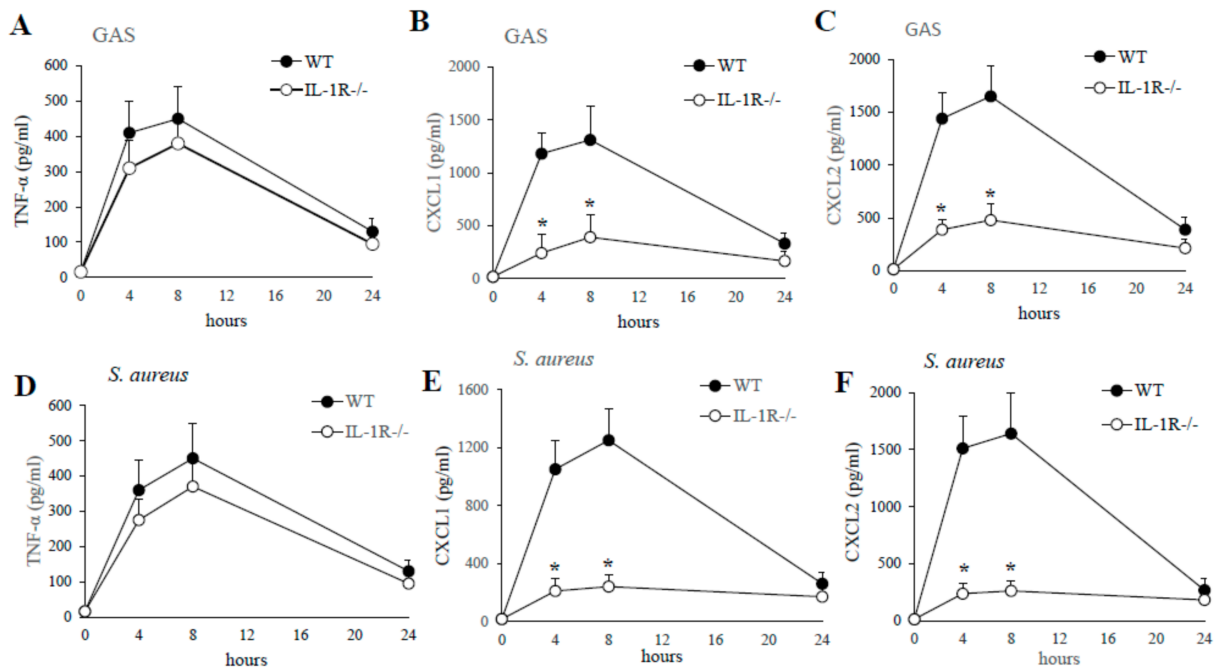 A
GAS
WT
IL-1R-/-
TNF-α (pg/ml)
600
500
400
300
200
100
0
0 4 8 12 16 20 24
hours
B
GAS
WT
IL-1R-/-
CXCL1 (pg/ml)
2000
1500
1000
500
0
* *
0 4 8 12 16 20 24
hours
C
GAS
WT
IL-1R-/-
CXCL2 (pg/ml)
2000
1500
1000
500
0
* *
0 4 8 12 16 20 24
hours
D
S. aureus
WT
IL-1R-/-
TNF-α (pg/ml)
600
500
400
300
200
100
0
0 4 8 12 16 20 24
hours
E
S. aureus
WT
IL-1R-/-
CXCL1 (pg/ml)
1600
1200
800
400
0
* *
0 4 8 12 16 20 24
hours
F
S. aureus
WT
IL-1R-/-
CXCL2 (pg/ml)
2000
1500
1000
500
0
* *
0 4 8 12 16 20 24
hours